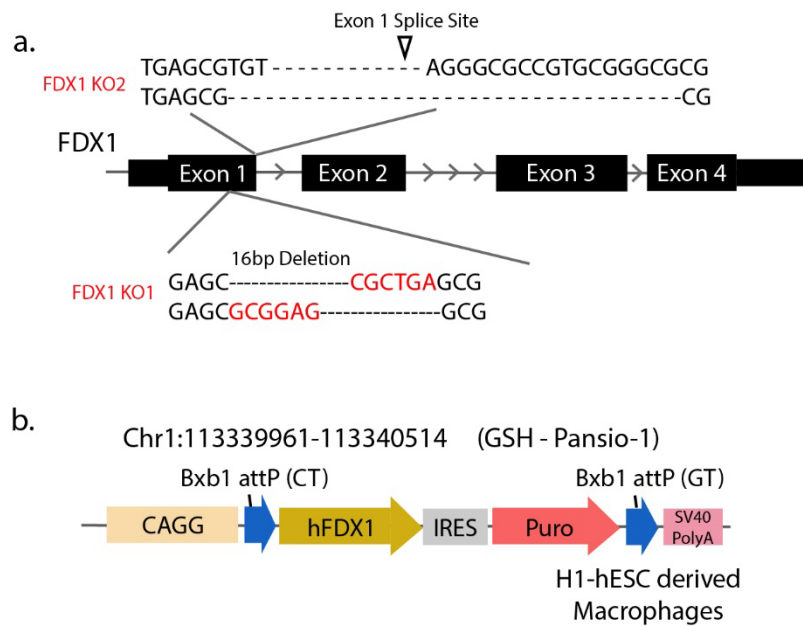 a.
Exon 1 Splice Site
TGAGCGTGT--------------AGGGCGCCGTGCGGGCGCG
FDX1 KO2
TGAGCG------------------------------------------CG
FDX1
Exon 1
Exon 2
Exon 3
Exon 4
16bp Deletion
GAGC----------------CGCTGAGCG
FDX1 KO1
GAGCGCGGAG----------------GCG
b.
Chr1:113339961-113340514 (GSH - Pansio-1)
Bxb1 attP (CT)
Bxb1 attP (GT)
CAGG
hFDX1
IRES
Puro
SV40
PolyA
H1-hESC derived
Macrophages